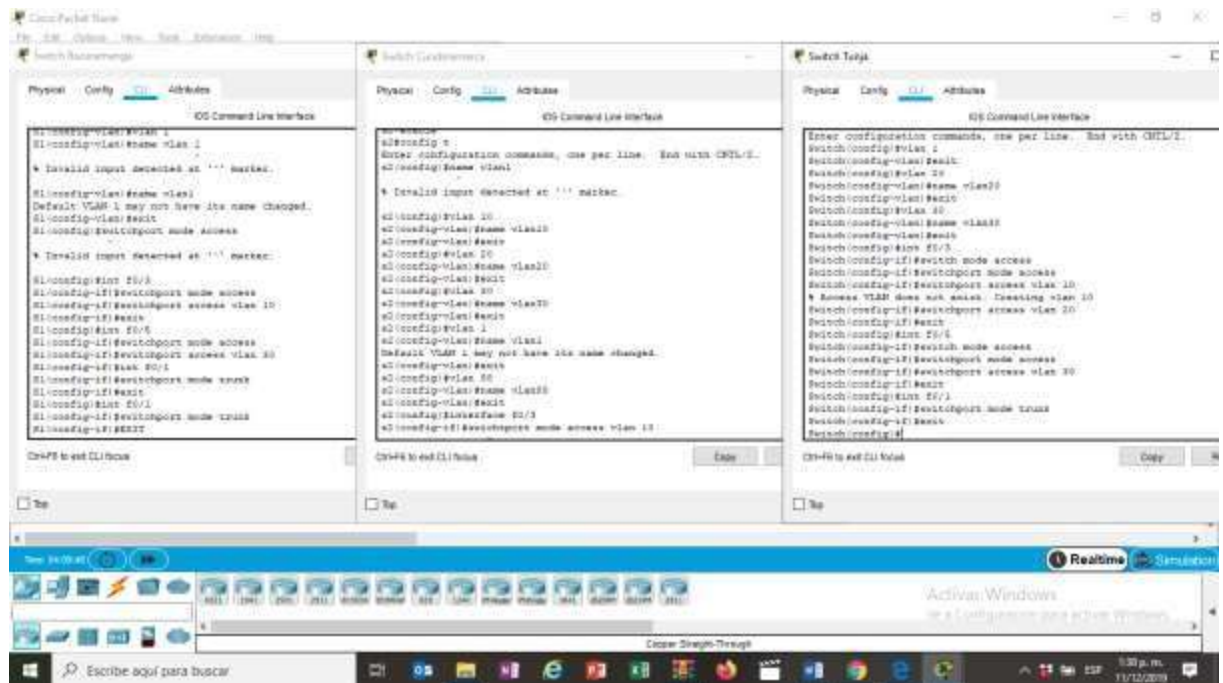 Cisco Packet Tracer
File Edit Options View Tools Extensions Help
Switch Bucaramanga
Physical Config CLI Attributes
IOS Command Line Interface
S1(config-vlan)#vlan 1
S1(config-vlan)#name vlan 1
% Invalid input detected at '^' marker.
S1(config-vlan)#name vlan1
Default VLAN 1 may not have its name changed.
S1(config-vlan)#exit
S1(config)#switchport mode access
% Invalid input detected at '^' marker.
S1(config)#int f0/3
S1(config-if)#switchport mode access
S1(config-if)#switchport access vlan 10
S1(config-if)#exit
S1(config)#int f0/5
S1(config-if)#switchport mode access
S1(config-if)#switchport access vlan 30
S1(config-if)#int f0/1
S1(config-if)#switchport mode trunk
S1(config-if)#exit
S1(config)#int f0/1
S1(config-if)#switchport mode trunk
S1(config-if)#EXIT
Ctrl+F6 to exit CLI focus
Top
Switch Cundinamarca
Physical Config CLI Attributes
IOS Command Line Interface
s2#config t
Enter configuration commands, one per line. End with CNTL/Z.
s2(config)#name vlan1
% Invalid input detected at '^' marker.
s2(config)#vlan 10
s2(config-vlan)#name vlan10
s2(config-vlan)#exit
s2(config)#vlan 20
s2(config-vlan)#name vlan20
s2(config-vlan)#exit
s2(config)#vlan 30
s2(config-vlan)#name vlan30
s2(config-vlan)#exit
s2(config)#vlan 1
s2(config-vlan)#name vlan1
Default VLAN 1 may not have its name changed.
s2(config-vlan)#exit
s2(config)#vlan 88
s2(config-vlan)#name vlan88
s2(config)#interface f0/3
s2(config-if)#switchport mode access vlan 10
Ctrl+F6 to exit CLI focus
Copy
Top
Switch Tunja
Physical Config CLI Attributes
IOS Command Line Interface
Enter configuration commands, one per line. End with CNTL/Z.
Switch(config)#vlan 1
Switch(config-vlan)#exit
Switch(config)#vlan 20
Switch(config-vlan)#name vlan20
Switch(config-vlan)#exit
Switch(config)#vlan 30
Switch(config-vlan)#name vlan30
Switch(config-vlan)#exit
Switch(config)#int f0/3
Switch(config-if)#switch mode access
Switch(config-if)#switchport mode access
Switch(config-if)#switchport access vlan 10
% Access VLAN does not exist. Creating vlan 10
Switch(config-if)#switchport access vlan 20
Switch(config-if)#exit
Switch(config)#int f0/5
Switch(config-if)#switch mode access
Switch(config-if)#switchport mode access
Switch(config-if)#switchport access vlan 30
Switch(config-if)#exit
Switch(config)#int f0/1
Switch(config-if)#switchport mode trunk
Switch(config-if)#exit
Switch(config)#
Ctrl+F6 to exit CLI focus
Copy
Top
Realtime
Simulation
Activar Windows
Copper Straight-Through
Escribe aquí para buscar
ESP
1:30 p. m.
11/12/2019